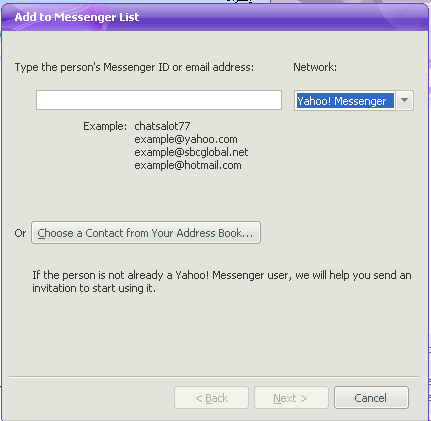 Add to Messenger List
Type the person's Messenger ID or email address:
Network:
Yahoo! Messenger
Example: chatsalot77
example@yahoo.com
example@sbcglobal.net
example@hotmail.com
Or Choose a Contact from Your Address Book...
If the person is not already a Yahoo! Messenger user, we will help you send an
invitation to start using it.
< Back Next > Cancel